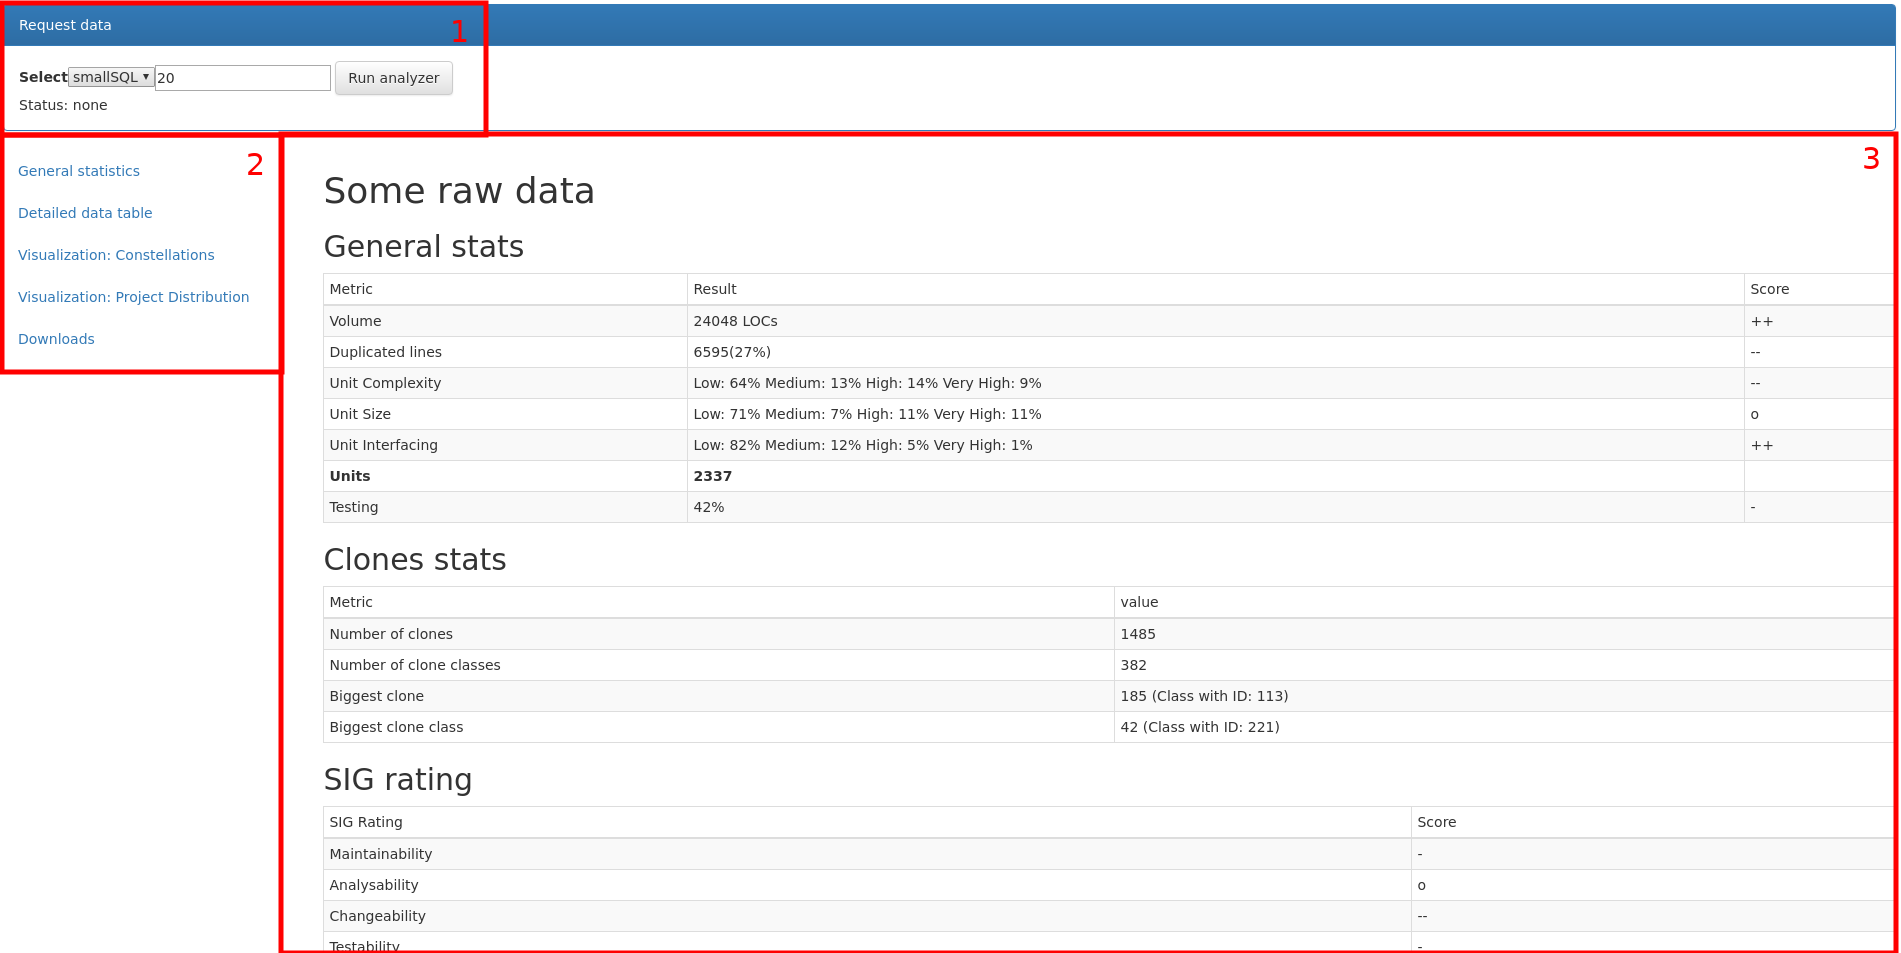 Request data 1
Select smallSQL 20 Run analyzer
Status: none
2
General statistics
Detailed data table
Visualization: Constellations
Visualization: Project Distribution
Downloads
3
Some raw data
General stats
Metric Result Score
Volume 24048 LOCs ++
Duplicated lines 6595(27%) --
Unit Complexity Low: 64% Medium: 13% High: 14% Very High: 9% --
Unit Size Low: 71% Medium: 7% High: 11% Very High: 11% o
Unit Interfacing Low: 82% Medium: 12% High: 5% Very High: 1% ++
Units 2337
Testing 42% -
Clones stats
Metric value
Number of clones 1485
Number of clone classes 382
Biggest clone 185 (Class with ID: 113)
Biggest clone class 42 (Class with ID: 221)
SIG rating
SIG Rating Score
Maintainability -
Analysability o
Changeability --
Testability -